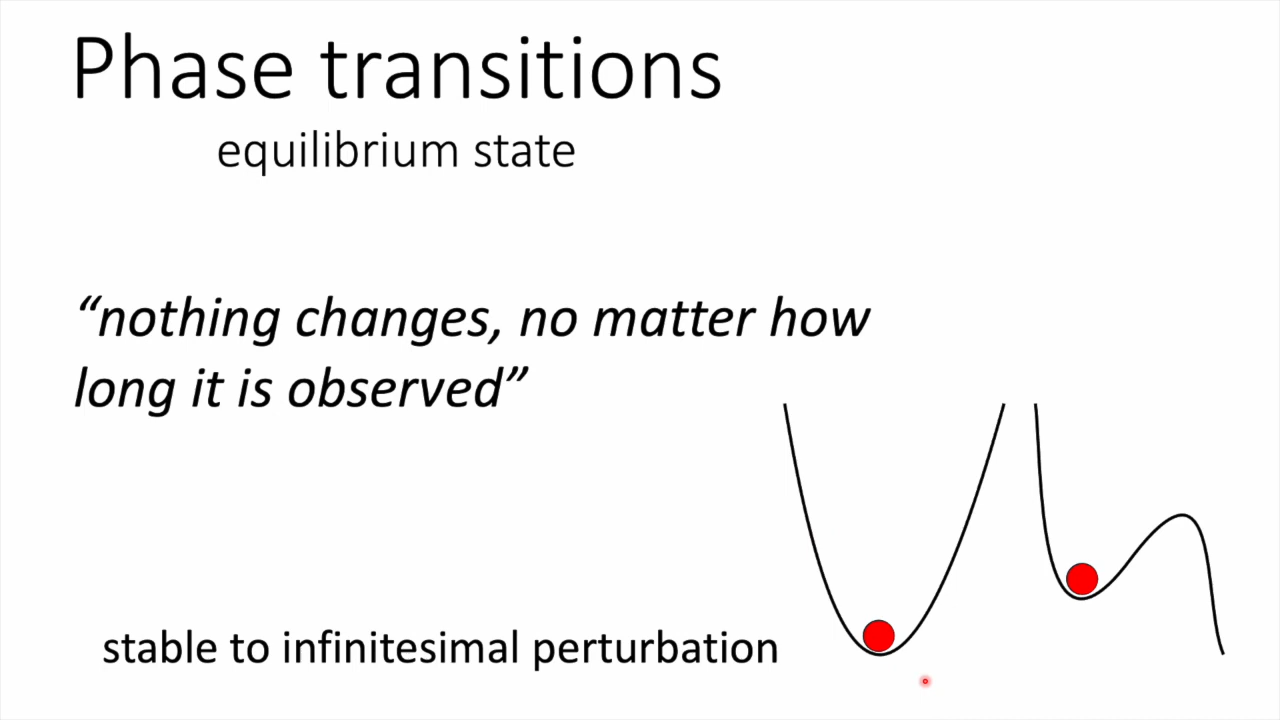 Phase transitions
equilibrium state
“nothing changes, no matter how
long it is observed”
stable to infinitesimal perturbation